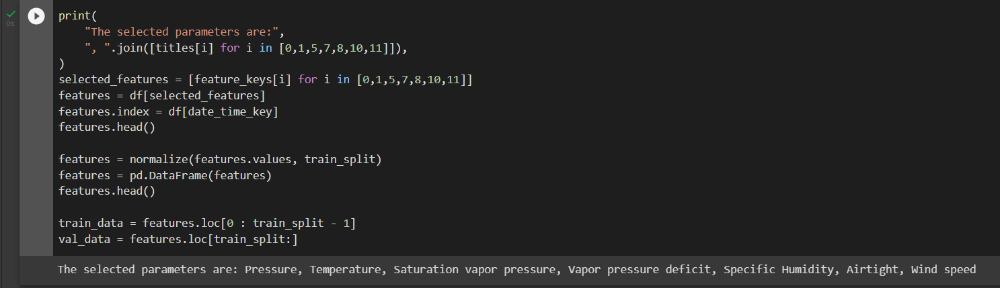 0s
print(
    "The selected parameters are:",
    ", ".join([titles[i] for i in [0,1,5,7,8,10,11]]),
)
selected_features = [feature_keys[i] for i in [0,1,5,7,8,10,11]]
features = df[selected_features]
features.index = df[date_time_key]
features.head()

features = normalize(features.values, train_split)
features = pd.DataFrame(features)
features.head()

train_data = features.loc[0 : train_split - 1]
val_data = features.loc[train_split:]
The selected parameters are: Pressure, Temperature, Saturation vapor pressure, Vapor pressure deficit, Specific Humidity, Airtight, Wind speed